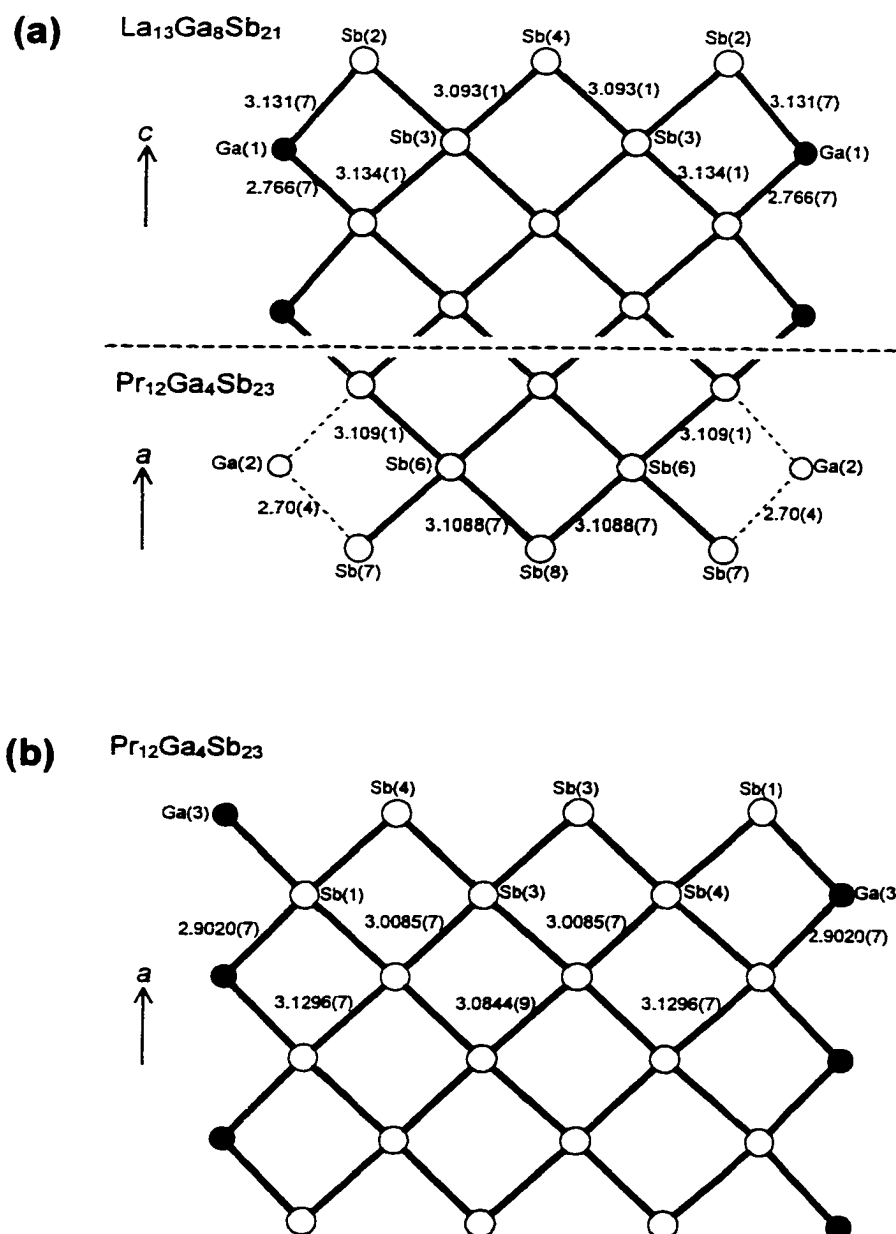 (a) La13Ga8Sb21
Sb(2) Sb(4) Sb(2)
3.131(7) 3.093(1) 3.093(1) 3.131(7)
c
Ga(1) Sb(3) Sb(3) Ga(1)
2.766(7) 3.134(1) 3.134(1) 2.766(7)
Pr12Ga4Sb23
a
3.109(1) 3.109(1)
Ga(2) Sb(6) Sb(6) Ga(2)
2.70(4) 3.1088(7) 3.1088(7) 2.70(4)
Sb(7) Sb(8) Sb(7)
(b) Pr12Ga4Sb23
Sb(4) Sb(3) Sb(1)
Ga(3)
Sb(1) Sb(3) Sb(4) Ga(3
2.9020(7) 3.0085(7) 3.0085(7) 2.9020(7)
a
3.1296(7) 3.0844(9) 3.1296(7)